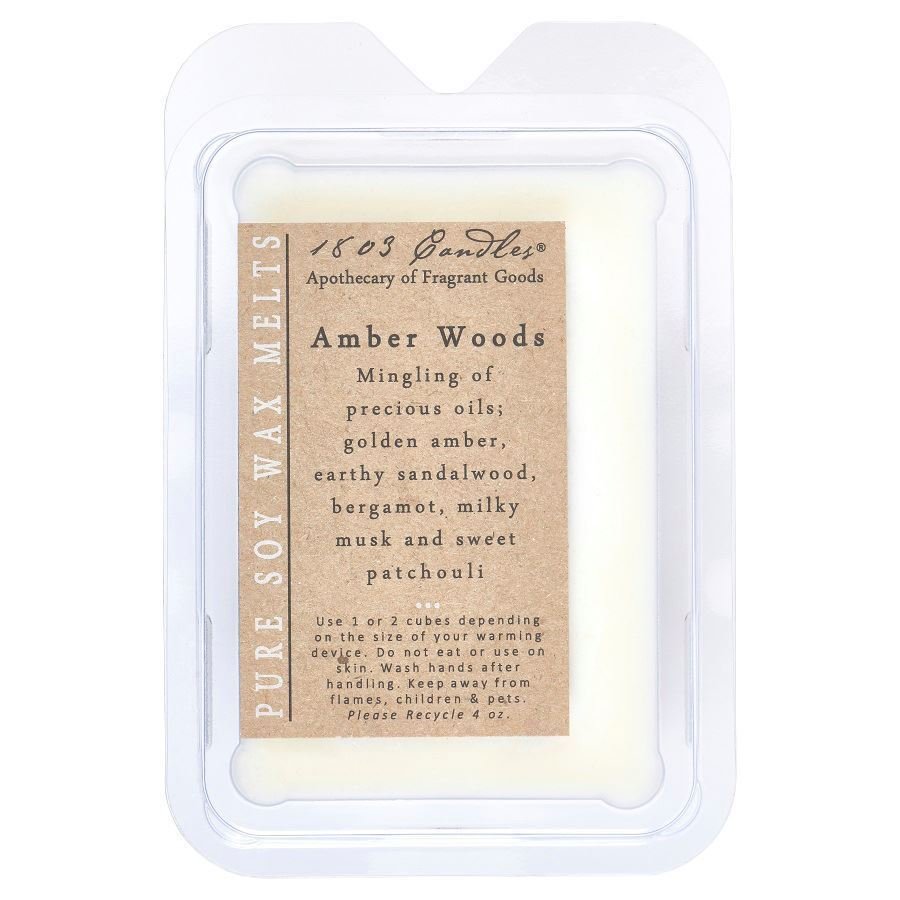 PURE SOY WAX MELTS
1803 Candles®
Apothecary of Fragrant Goods
Amber Woods
Mingling of
precious oils;
golden amber,
earthy sandalwood,
bergamot, milky
musk and sweet
patchouli
Use 1 or 2 cubes depending
on the size of your warming
device. Do not eat or use on
skin. Wash hands after
handling. Keep away from
flames, children & pets.
Please Recycle 4 oz.